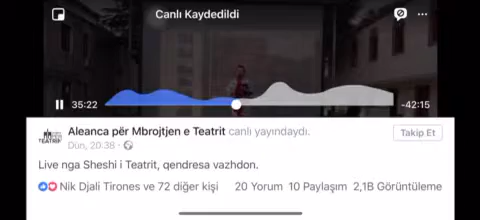 Canlı Kaydedildi
35:22
-42:15
TEATRIT
Aleanca për Mbrojtjen e Teatrit canlı yayındaydı.
Dün, 20:38 ·
Takip Et
Live nga Sheshi i Teatrit, qendresa vazhdon.
Nik Djali Tirones ve 72 diğer kişi 20 Yorum 10 Paylaşım 2,1B Görüntüleme